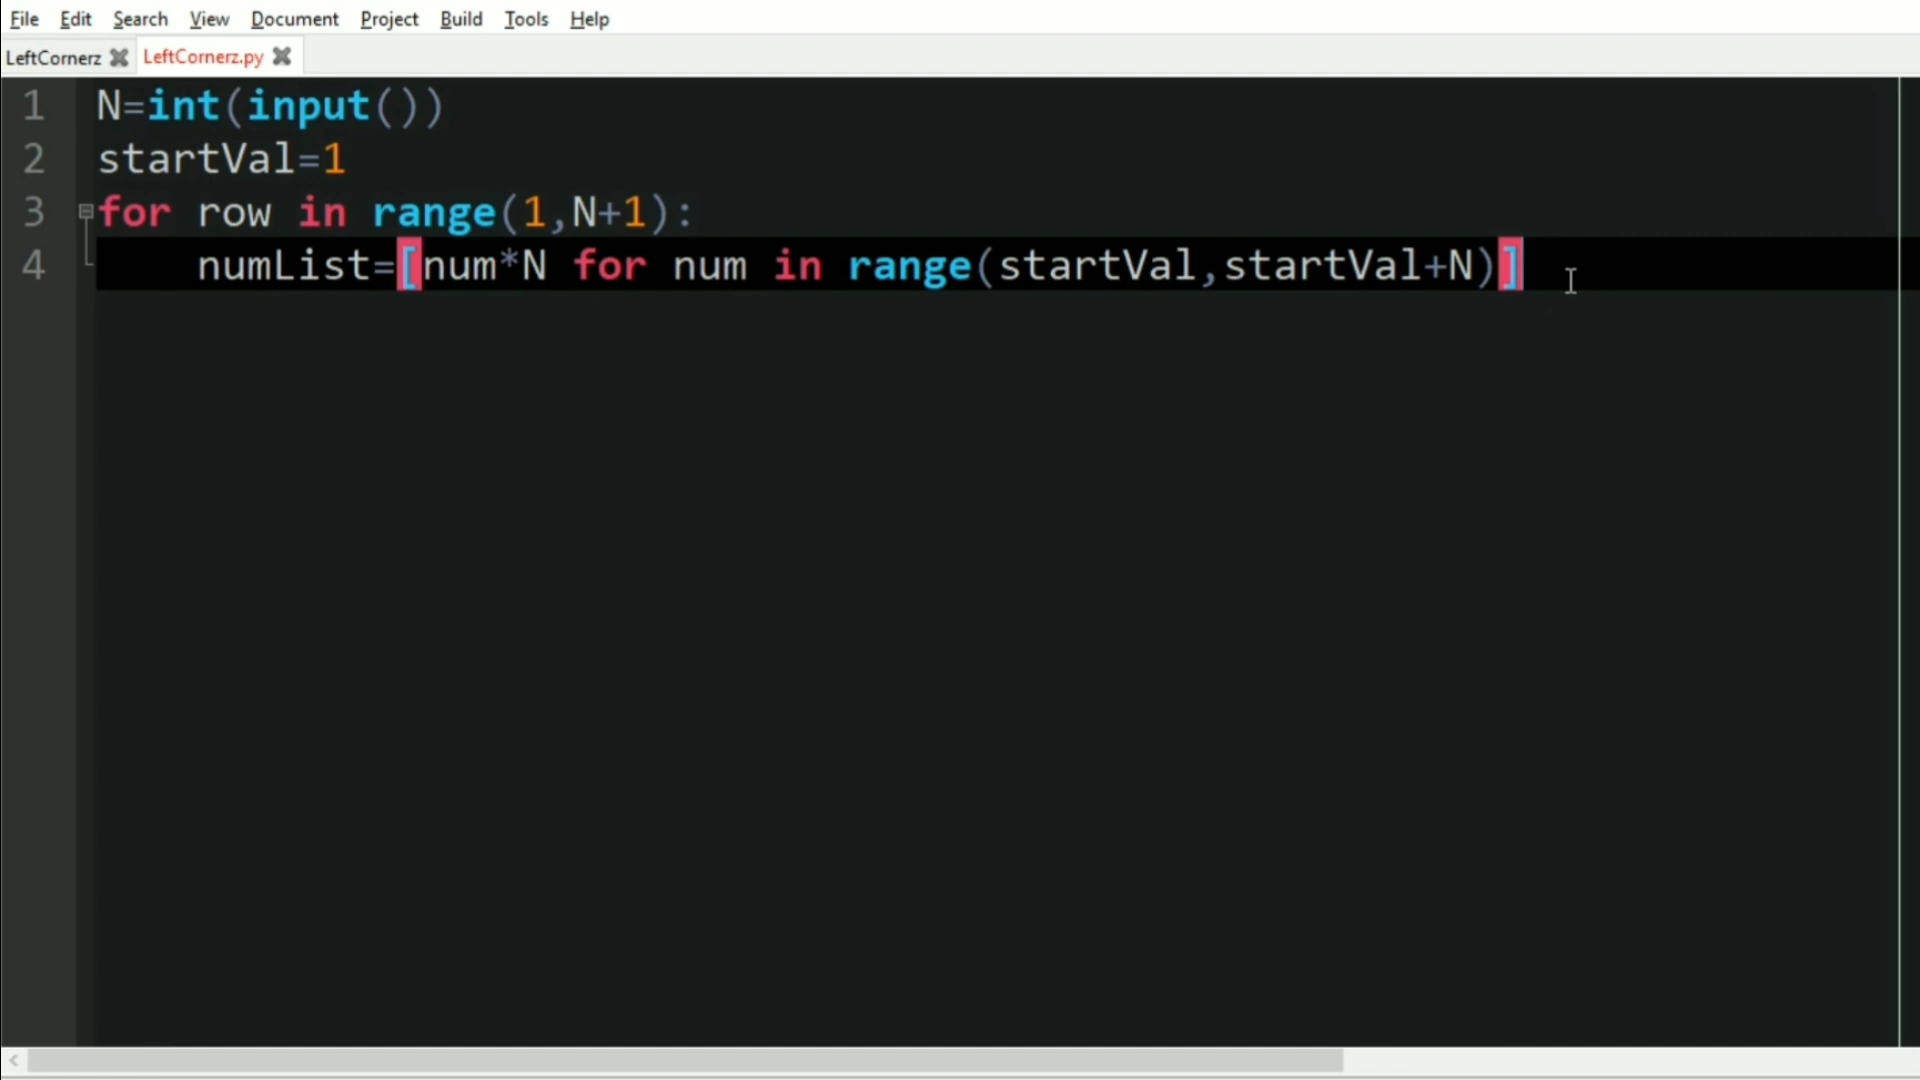 File Edit Search View Document Project Build Tools Help
LeftCornerz LeftCornerz.py
1 N=int(input())
2 startVal=1
3 for row in range(1,N+1):
4     numList=[num*N for num in range(startVal,startVal+N)]